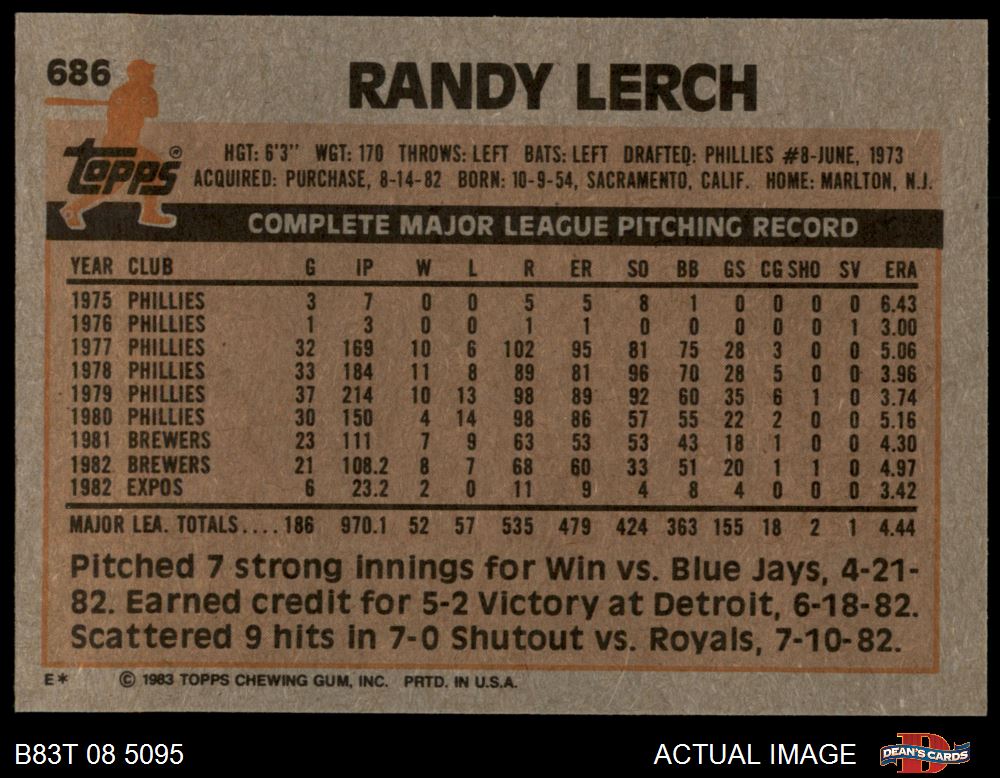 686
RANDY LERCH
topps®
HGT: 6'3" WGT: 170 THROWS: LEFT BATS: LEFT DRAFTED: PHILLIES #8-JUNE, 1973
ACQUIRED: PURCHASE, 8-14-82 BORN: 10-9-54, SACRAMENTO, CALIF. HOME: MARLTON, N.J.
COMPLETE MAJOR LEAGUE PITCHING RECORD
YEAR CLUB G IP W L R ER SO BB GS CG SHO SV ERA
1975 PHILLIES 3 7 0 0 5 5 8 1 0 0 0 0 6.43
1976 PHILLIES 1 3 0 0 1 1 0 0 0 0 0 1 3.00
1977 PHILLIES 32 169 10 6 102 95 81 75 28 3 0 0 5.06
1978 PHILLIES 33 184 11 8 89 81 96 70 28 5 0 0 3.96
1979 PHILLIES 37 214 10 13 98 89 92 60 35 6 1 0 3.74
1980 PHILLIES 30 150 4 14 98 86 57 55 22 2 0 0 5.16
1981 BREWERS 23 111 7 9 63 53 53 43 18 1 0 0 4.30
1982 BREWERS 21 108.2 8 7 68 60 33 51 20 1 1 0 4.97
1982 EXPOS 6 23.2 2 0 11 9 4 8 4 0 0 0 3.42
MAJOR LEA. TOTALS.... 186 970.1 52 57 535 479 424 363 155 18 2 1 4.44
Pitched 7 strong innings for Win vs. Blue Jays, 4-21-
82. Earned credit for 5-2 Victory at Detroit, 6-18-82.
Scattered 9 hits in 7-0 Shutout vs. Royals, 7-10-82.
E* © 1983 TOPPS CHEWING GUM, INC. PRTD. IN U.S.A.
B83T 08 5095 ACTUAL IMAGE DEAN'S CARDS